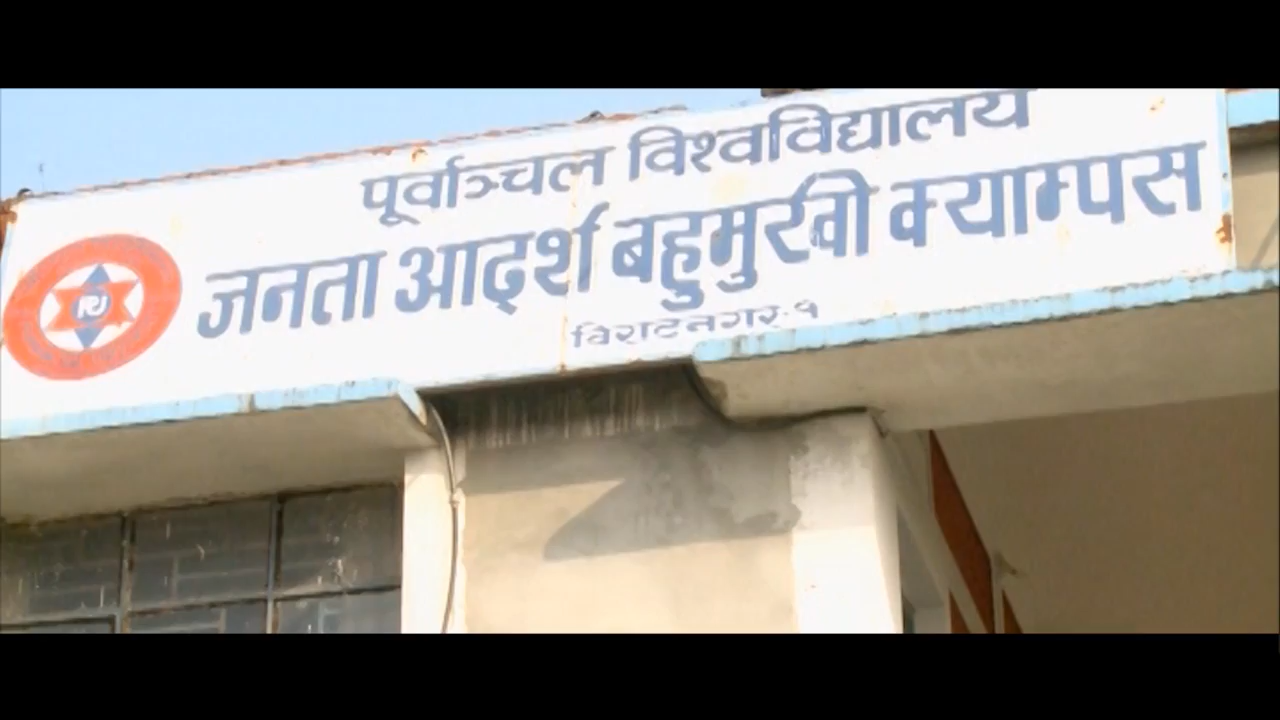 पूर्वाञ्चल विश्वविद्यालय
जनता आदर्श बहुमुखी क्याम्पस
विराटनगर-१